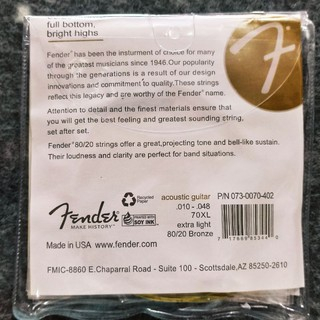 full bottom,
bright highs
F
Fender® has been the insturment of choice for many
of the greatest musicians since 1946.Our popularity
through the generations is a result of our design
innovations and commitment to quality.These strings
reflect this legacy and are worthy of the Fender name.
Attention to detail and the finest materials ensure that
you will get the best feeling and greatest sounding string,
set after set.
Fender® 80/20 strings offer a great,projecting tone and bell-like sustain.
Their loudness and clarity are perfect for band situations.
Recycled
Paper
Fender
MAKE HISTORY™
PRINTED WITH
SOY INK
Made in USA www.fender.com
acoustic guitar
.010 - .048
70XL
extra light
80/20 Bronze
P/N 073-0070-402
FMIC-8860 E.Chaparral Road - Suite 100 - Scottsdale,AZ 85250-2610